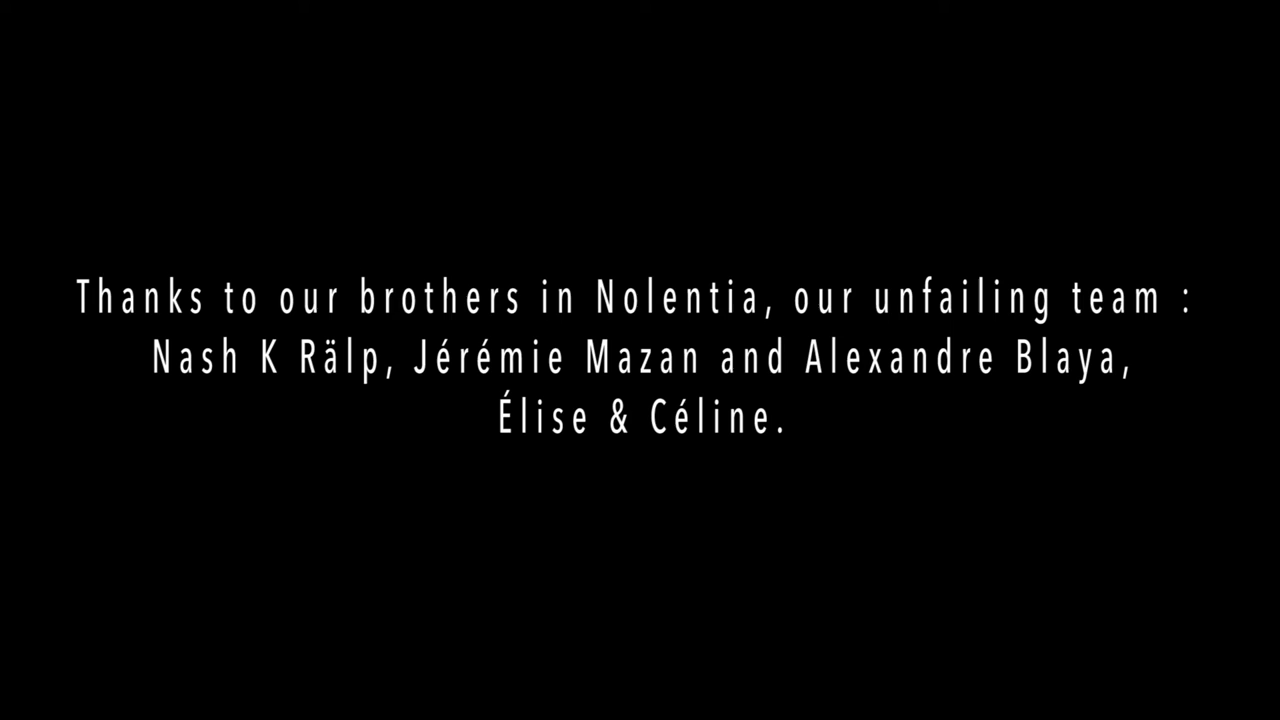 Thanks to our brothers in Nolentia, our unfailing team :
Nash K Rälp, Jérémie Mazan and Alexandre Blaya,
Élise & Céline.